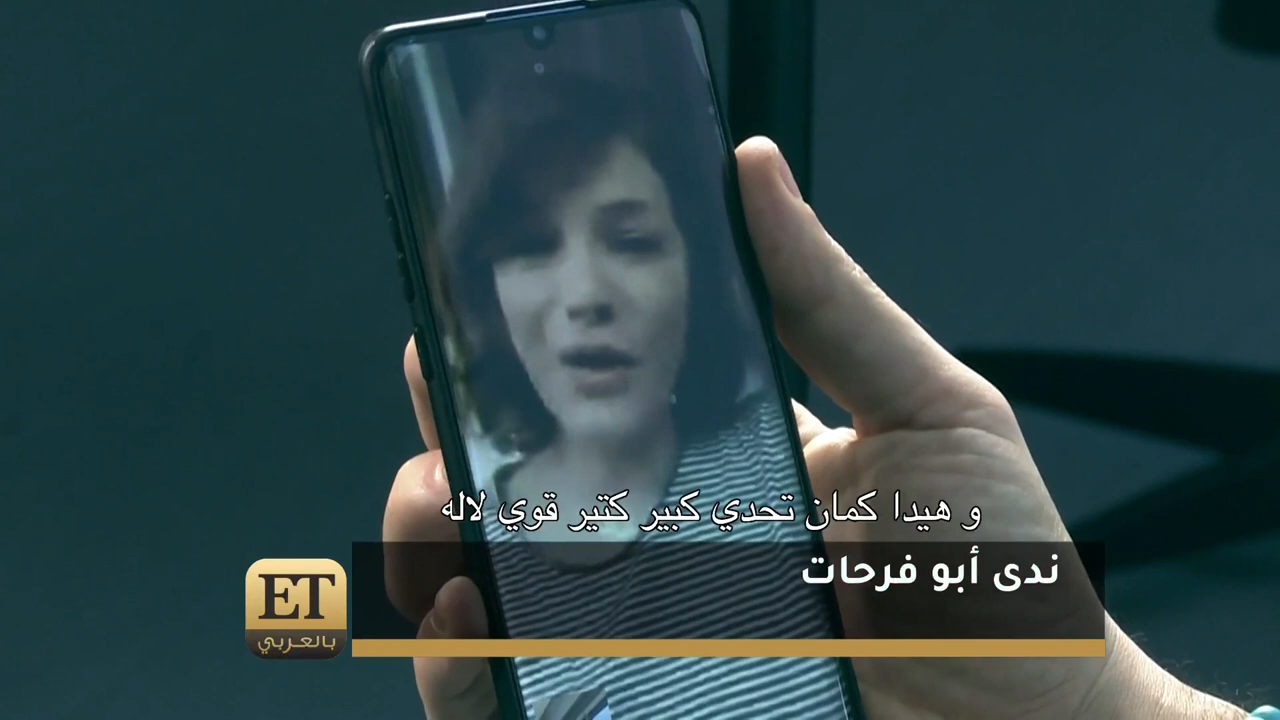 و هيدا كمان تحدي كبير كتير قوي لاله
ندى أبو فرحات
ET
بالعربي